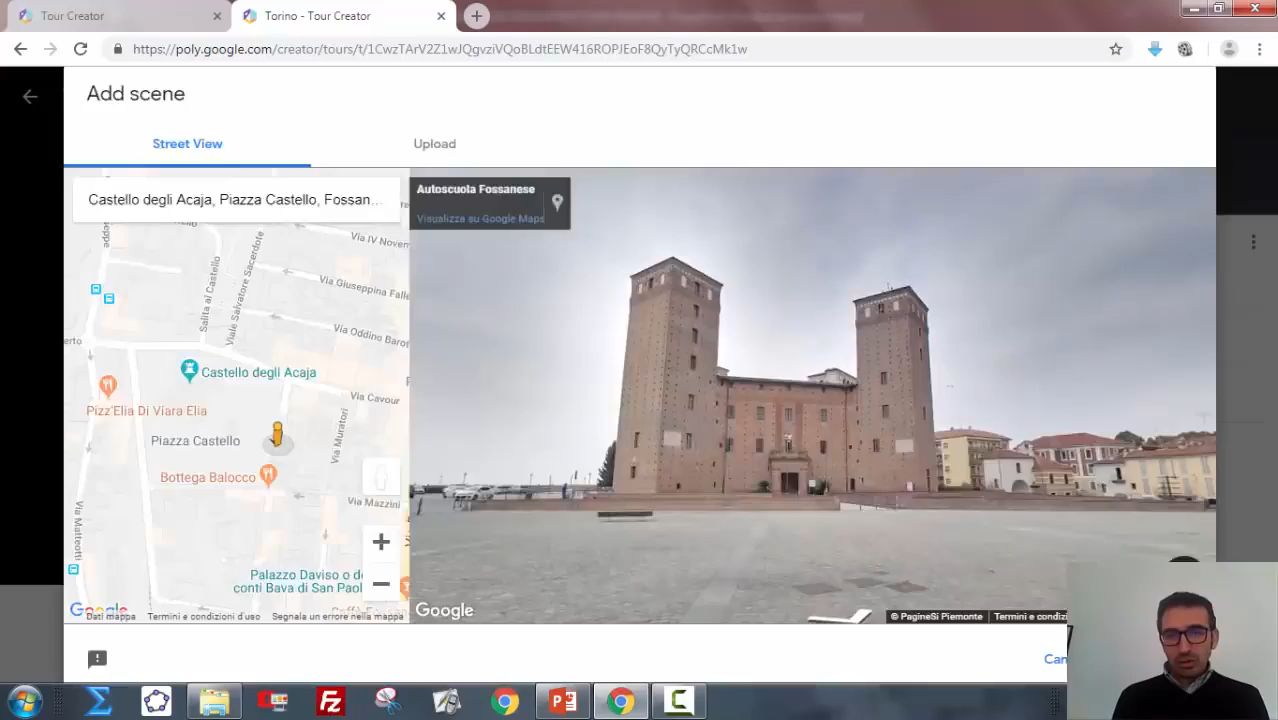 Tour Creator
Torino - Tour Creator
https://poly.google.com/creator/tours/t/1CwzTArV2Z1wJQgvziVQoBLdtEEW416ROPJEoF8QyTyQRCcMk1w
Add scene
Street View
Upload
Castello degli Acaja, Piazza Castello, Fossan...
Autoscuola Fossanese
Visualizza su Google Maps
Via IV Novem
Salita al Castello
Viale Salvatore Sacerdote
Via Giuseppina Falle
Via Oddino Barot
erto
Castello degli Acaja
Via Cavour
Pizz'Elia Di Viara Elia
Piazza Castello
Via Muratori
Bottega Balocco
Via Mazzini
Via Matteotti
Palazzo Daviso o de
conti Bava di San Paol
Google
Dati mappa
Termini e condizioni d'uso
Segnala un errore nella mappa
Google
© PagineSì Piemonte
Termini e condizi
Can